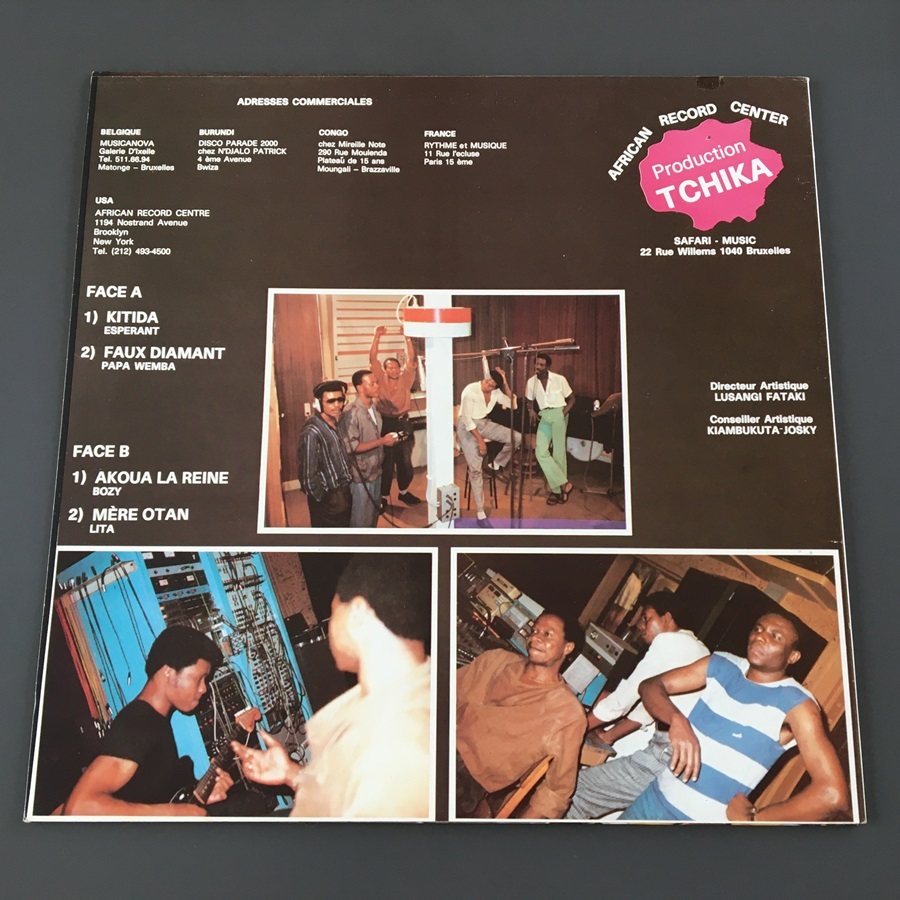 ADRESSES COMMERCIALES
BELGIQUE
MUSICANOVA
Galerie D'Ixelle
Tel. 511.66.94
Matonge - Bruxelles
BURUNDI
DISCO PARADE 2000
chez N'DJALO PATRICK
4 ème Avenue
Bwiza
CONGO
chez Mireille Note
290 Rue Moulenda
Plateaŭ de 15 ans
Moungali - Brazzaville
FRANCE
RYTHME et MUSIQUE
11 Rue l'ecluse
Paris 15 ème
AFRICAN RECORD CENTER
Production
TCHIKA
SAFARI - MUSIC
22 Rue Willems 1040 Bruxelles
USA
AFRICAN RECORD CENTRE
1194 Nostrand Avenue
Brooklyn
New York
Tel. (212) 493-4500
FACE A
1) KITIDA
ESPERANT
2) FAUX DIAMANT
PAPA WEMBA
Directeur Artistique
LUSANGI FATAKI
Conseiller Artistique
KIAMBUKUTA-JOSKY
FACE B
1) AKOUA LA REINE
BOZY
2) MÈRE OTAN
LITA